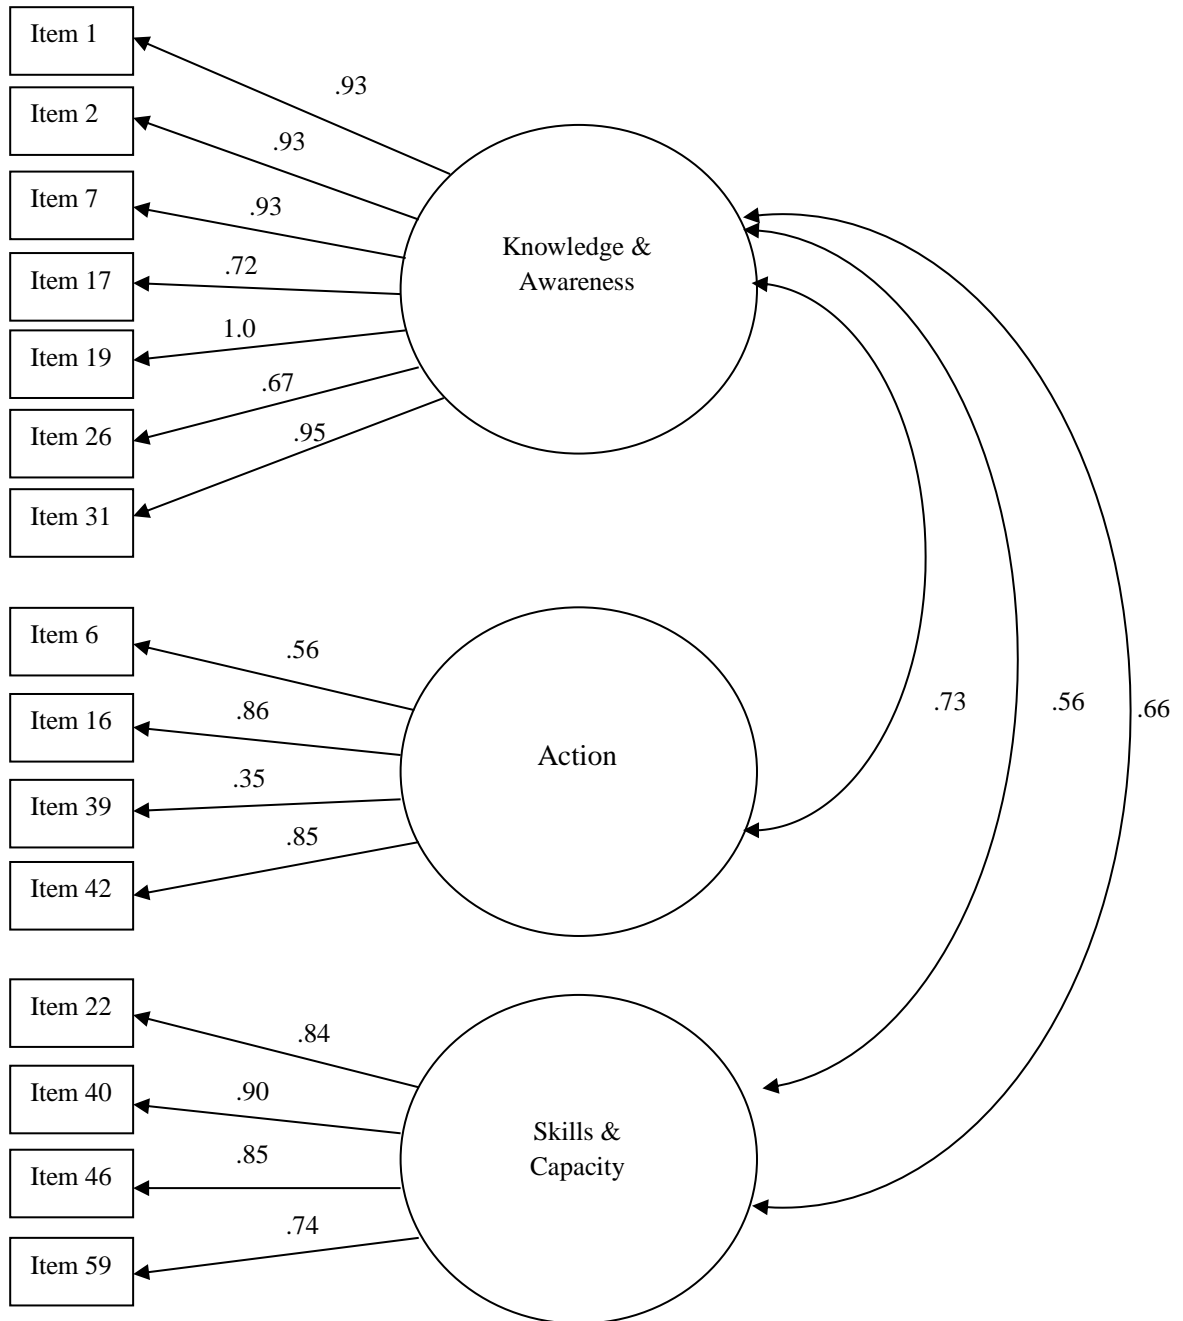 Item 1
.93
Item 2
.93
Item 7
.93
Item 17
.72
Item 19
1.0
Item 26
.67
Item 31
.95
Knowledge &
Awareness
Item 6
.56
Item 16
.86
Item 39
.35
Item 42
.85
Action
.73
.56
.66
Item 22
.84
Item 40
.90
Item 46
.85
Item 59
.74
Skills &
Capacity